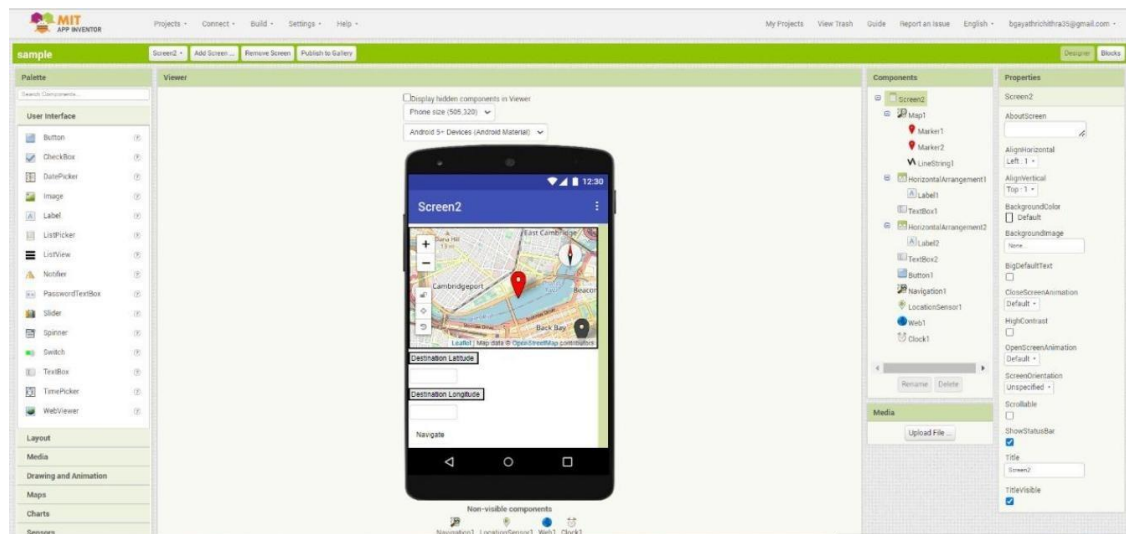 MIT
APP INVENTOR
Projects
Connect
Build
Settings
Help
My Projects
View Trash
Guide
Report an Issue
English
bgayathrichithra35@gmail.com
sample
Screen2
Add Screen ...
Remove Screen
Publish to Gallery
Designer
Blocks
Palette
Search Components...
User Interface
Button
CheckBox
DatePicker
Image
Label
ListPicker
ListView
Notifier
PasswordTextBox
Slider
Spinner
Switch
TextBox
TimePicker
WebViewer
Layout
Media
Drawing and Animation
Maps
Charts
Sensors
Viewer
Display hidden components in Viewer
Phone size (505,320)
Android 5+ Devices (Android Material)
12:30
Screen2
East Cambridge
Dana Hill
13 m
Cambridgeport
Beacon
Back Bay
Leaflet | Map data © OpenStreetMap contributors
Destination Latitude
Destination Longitude
Navigate
Non-visible components
Navigation1
LocationSensor1
Web1
Clock1
Components
Screen2
Map1
Marker1
Marker2
LineString1
HorizontalArrangement1
Label1
TextBox1
HorizontalArrangement2
Label2
TextBox2
Button1
Navigation1
LocationSensor1
Web1
Clock1
Rename
Delete
Media
Upload File ...
Properties
Screen2
AboutScreen
AlignHorizontal
Left : 1
AlignVertical
Top : 1
BackgroundColor
Default
BackgroundImage
None...
BigDefaultText
CloseScreenAnimation
Default
HighContrast
OpenScreenAnimation
Default
ScreenOrientation
Unspecified
Scrollable
ShowStatusBar
Title
Screen2
TitleVisible